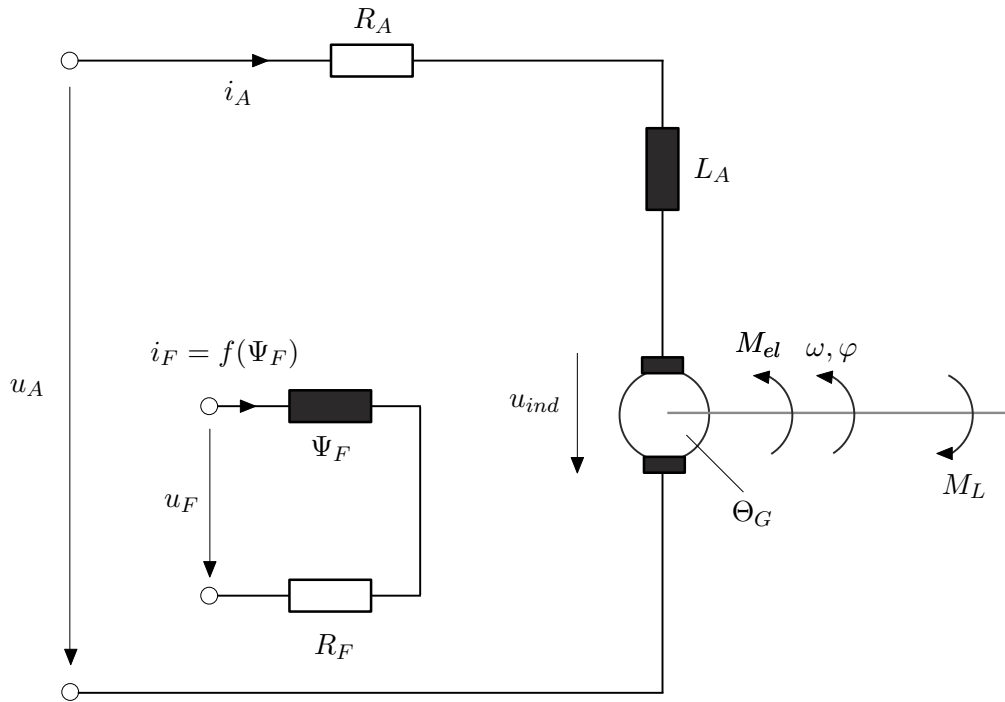 R_A
i_A
L_A
i_F = f(Ψ_F)
M_el
ω, φ
u_A
u_ind
Ψ_F
u_F
M_L
Θ_G
R_F